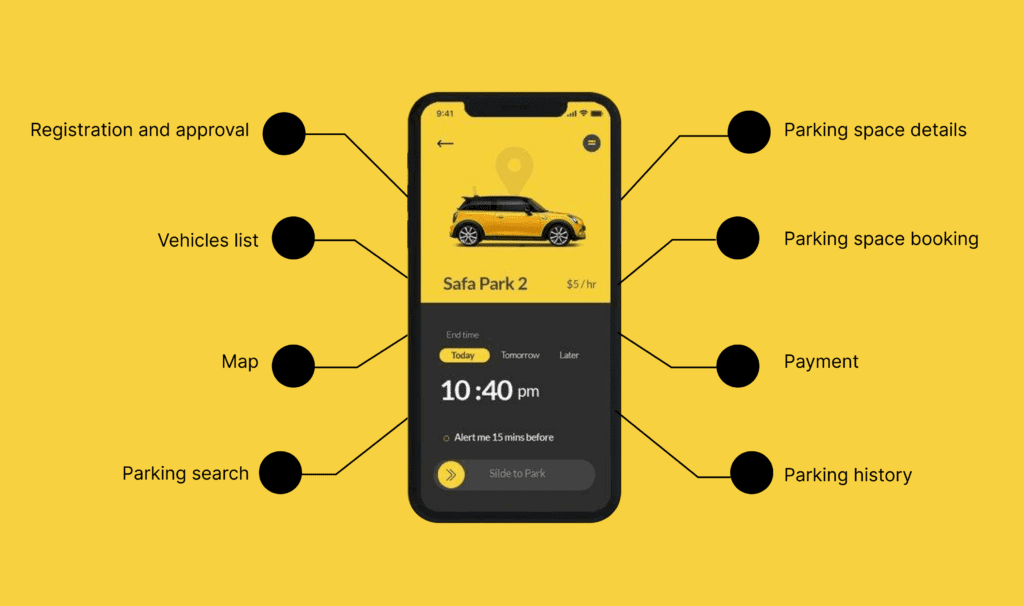 Registration and approval
Vehicles list
Map
Parking search
9:41
Safa Park 2
$5 / hr
End time
Today Tomorrow Later
10 :40 pm
Alert me 15 mins before
Silde to Park
Parking space details
Parking space booking
Payment
Parking history